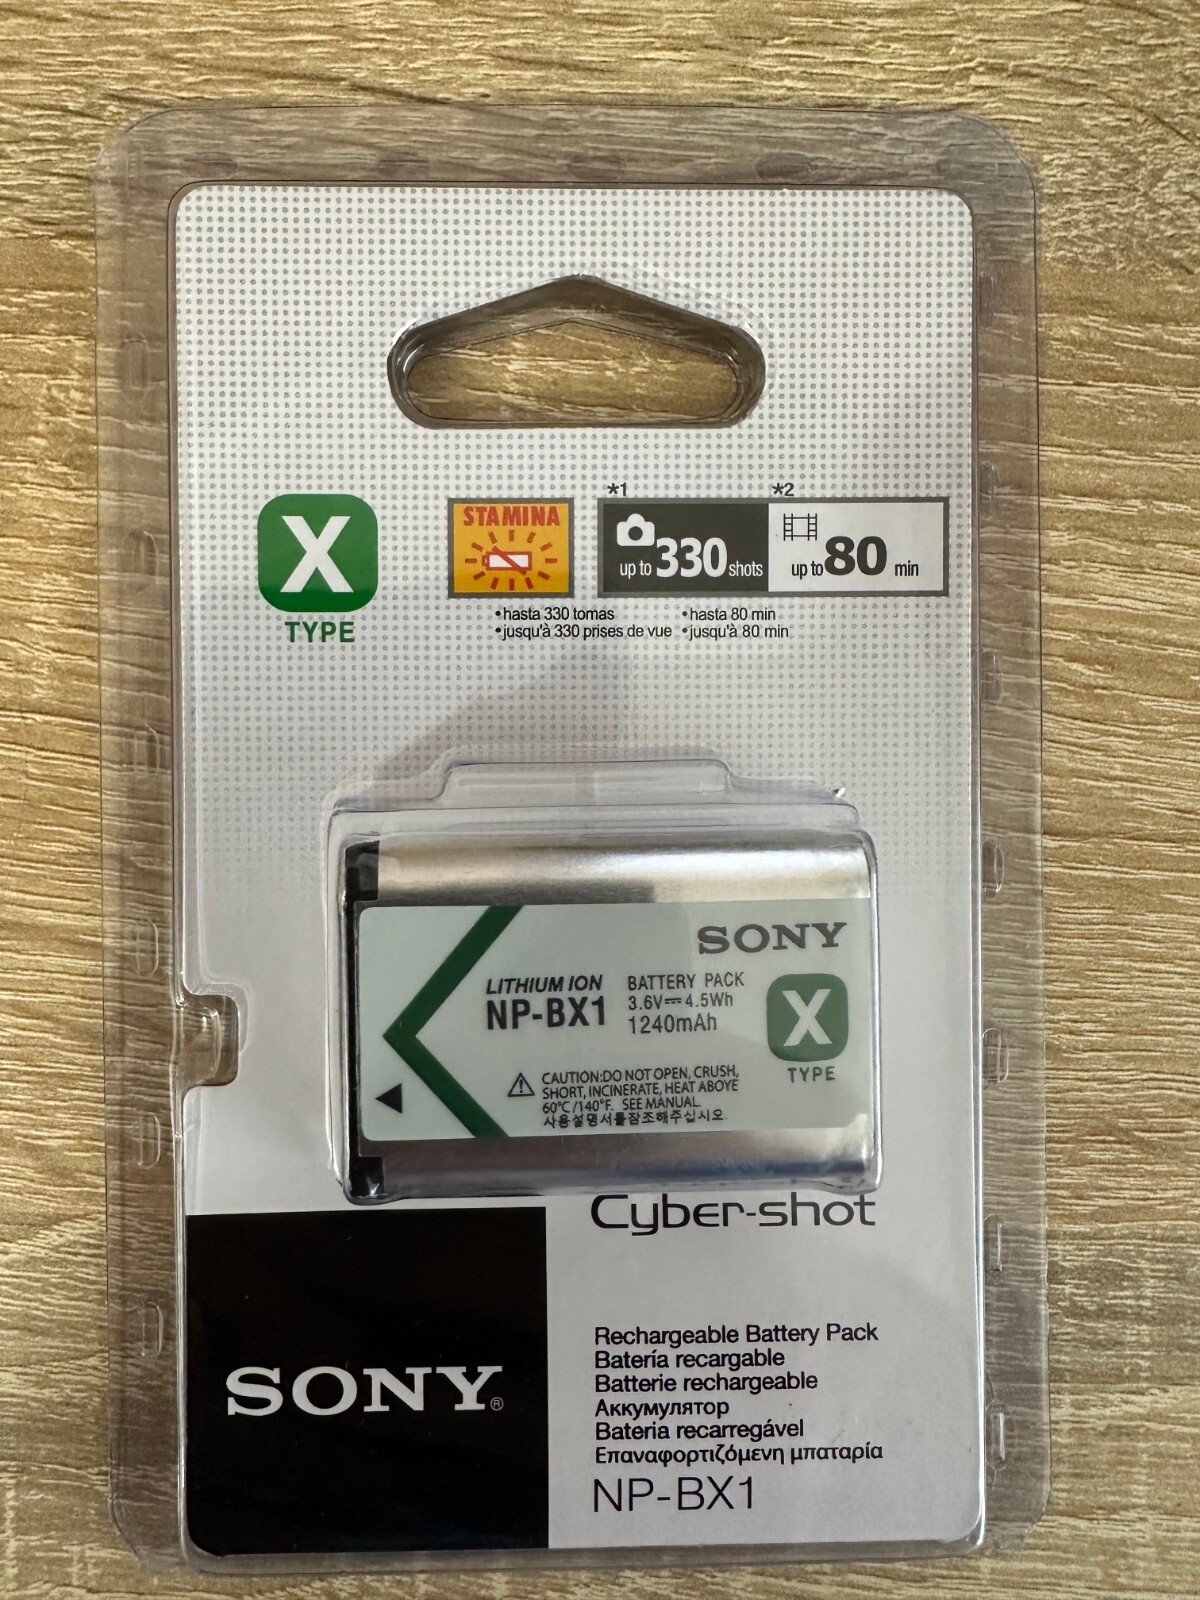 *1
*2
STAMINA
up to 330 shots
up to 80 min
X
TYPE
•hasta 330 tomas
•hasta 80 min
•jusqu'à 330 prises de vue
•jusqu'à 80 min
SONY
LITHIUM ION
NP-BX1
BATTERY PACK
3.6V⎓4.5Wh
1240mAh
X
TYPE
⚠ CAUTION:DO NOT OPEN, CRUSH,
SHORT, INCINERATE, HEAT ABOYE
60°C/140°F. SEE MANUAL.
사용설명서를잠조해주십시오
Cyber-shot
SONY®
Rechargeable Battery Pack
Batería recargable
Batterie rechargeable
Аккумулятор
Bateria recarregável
Επαναφορτιζόμενη μπαταρία
NP-BX1